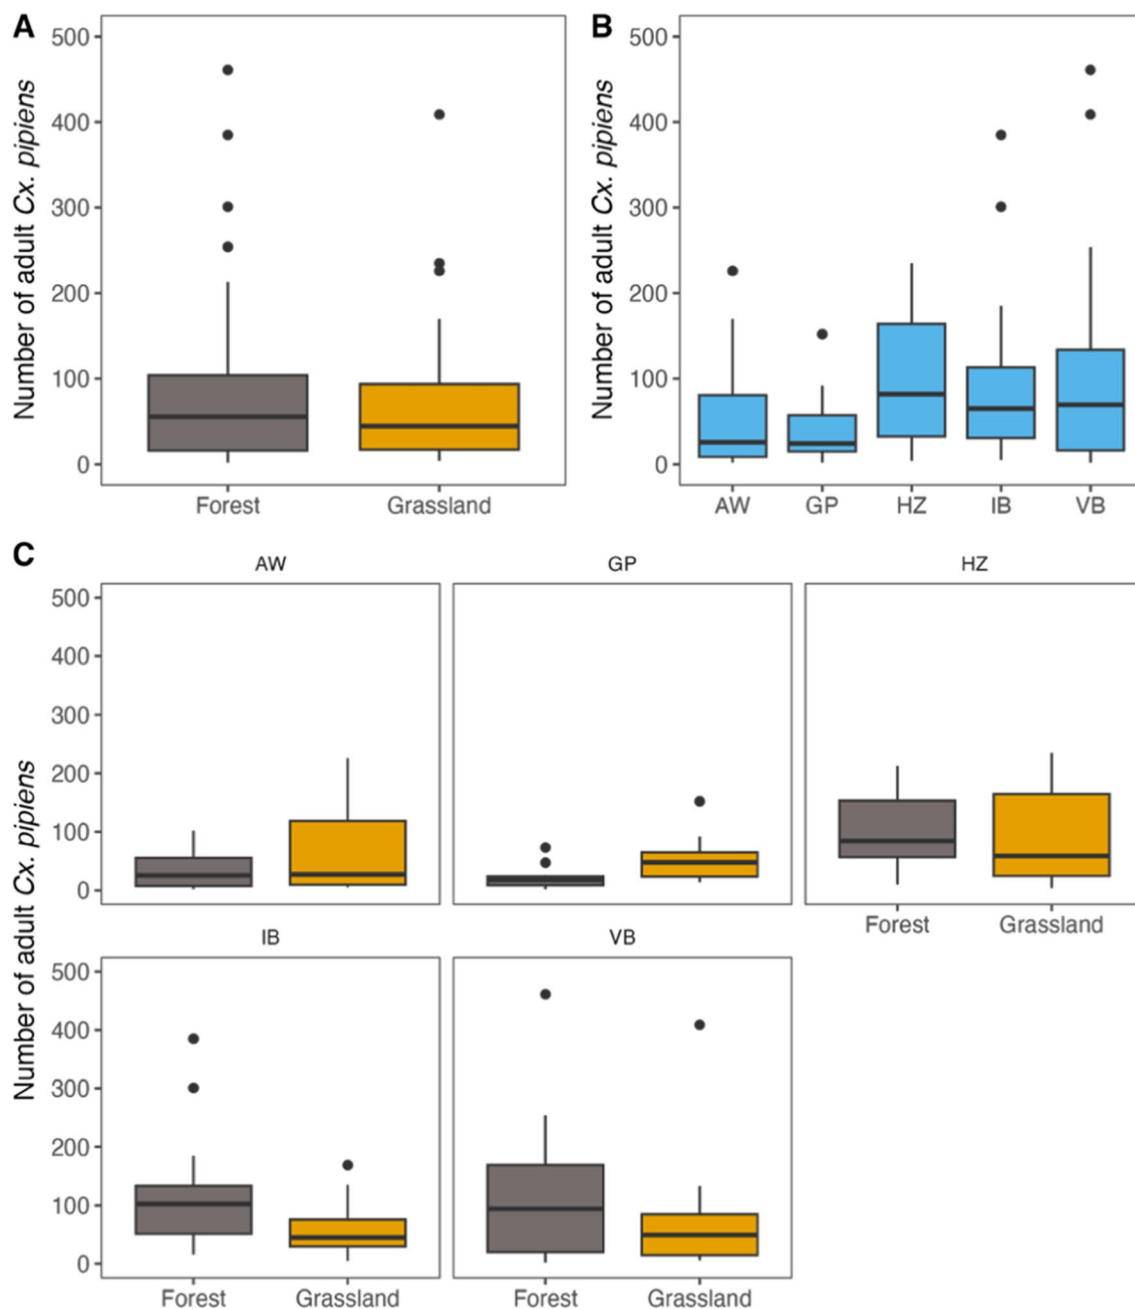 A
Number of adult Cx. pipiens
500
400
300
200
100
0
Forest Grassland
B
Number of adult Cx. pipiens
500
400
300
200
100
0
AW GP HZ IB VB
C
Number of adult Cx. pipiens
AW GP HZ
500
400
300
200
100
0
Forest Grassland
IB VB
500
400
300
200
100
0
Forest Grassland Forest Grassland